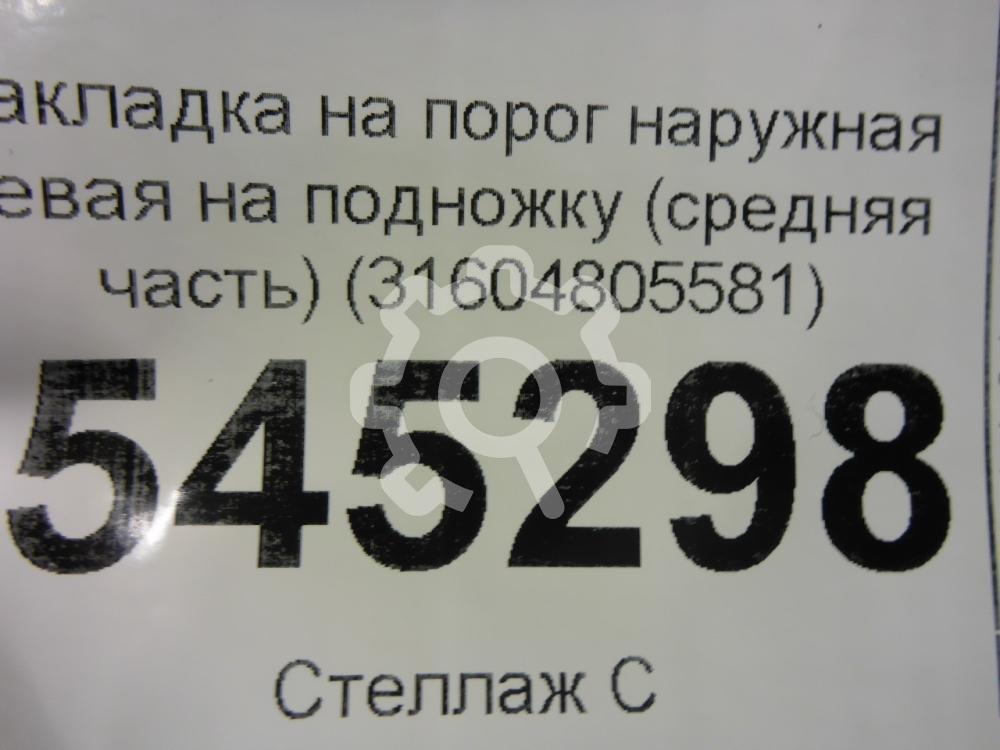 акладка на порог наружная
евая на подножку (средняя
часть) (31604805581)
545298
Стеллаж С